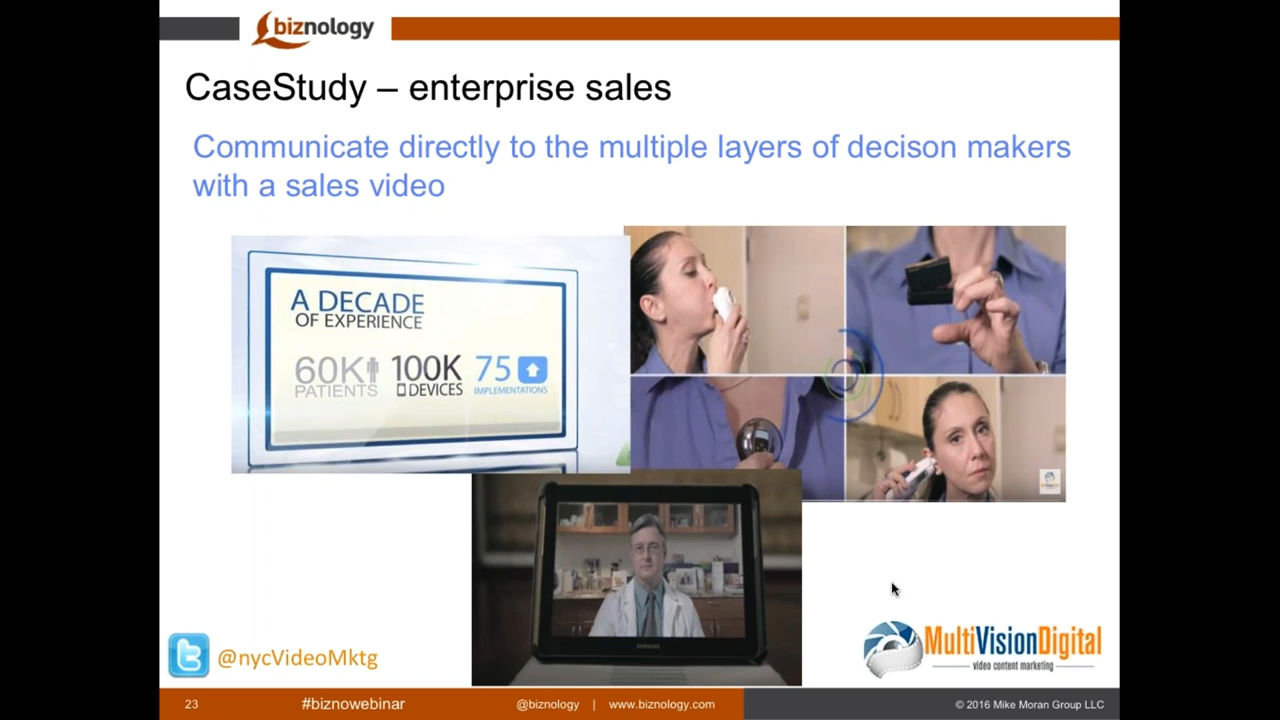 biznology
CaseStudy – enterprise sales
Communicate directly to the multiple layers of decison makers
with a sales video
A DECADE
OF EXPERIENCE
60K 100K 75
PATIENTS DEVICES IMPLEMENTATIONS
SAMSUNG
@nycVideoMktg
MultiVisionDigital
video content marketing
23 #biznowebinar @biznology | www.biznology.com © 2016 Mike Moran Group LLC